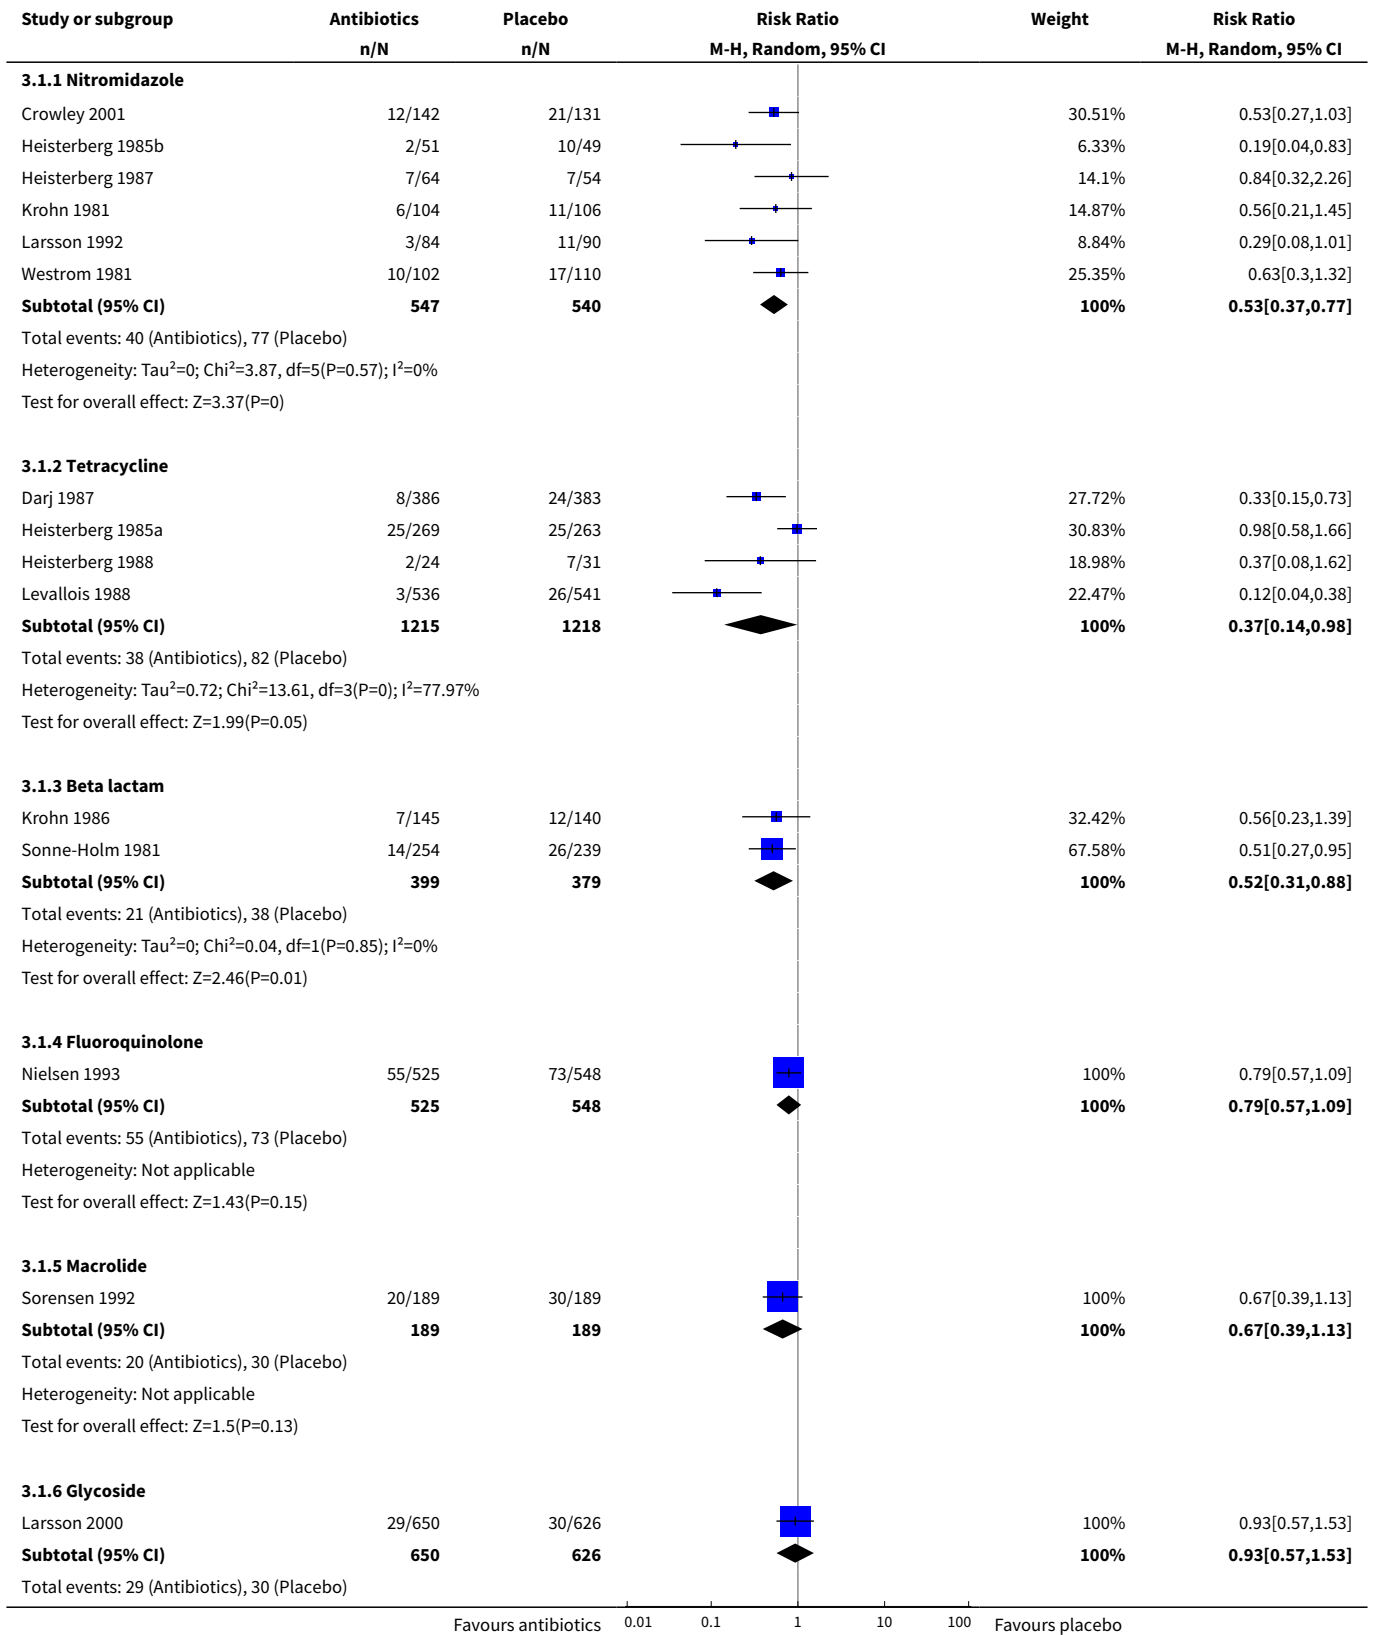 Study or subgroup Antibiotics Placebo Risk Ratio Weight Risk Ratio
n/N n/N M-H, Random, 95% CI M-H, Random, 95% CI
3.1.1 Nitromidazole
Crowley 2001 12/142 21/131 30.51% 0.53[0.27,1.03]
Heisterberg 1985b 2/51 10/49 6.33% 0.19[0.04,0.83]
Heisterberg 1987 7/64 7/54 14.1% 0.84[0.32,2.26]
Krohn 1981 6/104 11/106 14.87% 0.56[0.21,1.45]
Larsson 1992 3/84 11/90 8.84% 0.29[0.08,1.01]
Westrom 1981 10/102 17/110 25.35% 0.63[0.3,1.32]
Subtotal (95% CI) 547 540 100% 0.53[0.37,0.77]
Total events: 40 (Antibiotics), 77 (Placebo)
Heterogeneity: Tau²=0; Chi²=3.87, df=5(P=0.57); I²=0%
Test for overall effect: Z=3.37(P=0)
3.1.2 Tetracycline
Darj 1987 8/386 24/383 27.72% 0.33[0.15,0.73]
Heisterberg 1985a 25/269 25/263 30.83% 0.98[0.58,1.66]
Heisterberg 1988 2/24 7/31 18.98% 0.37[0.08,1.62]
Levallois 1988 3/536 26/541 22.47% 0.12[0.04,0.38]
Subtotal (95% CI) 1215 1218 100% 0.37[0.14,0.98]
Total events: 38 (Antibiotics), 82 (Placebo)
Heterogeneity: Tau²=0.72; Chi²=13.61, df=3(P=0); I²=77.97%
Test for overall effect: Z=1.99(P=0.05)
3.1.3 Beta lactam
Krohn 1986 7/145 12/140 32.42% 0.56[0.23,1.39]
Sonne-Holm 1981 14/254 26/239 67.58% 0.51[0.27,0.95]
Subtotal (95% CI) 399 379 100% 0.52[0.31,0.88]
Total events: 21 (Antibiotics), 38 (Placebo)
Heterogeneity: Tau²=0; Chi²=0.04, df=1(P=0.85); I²=0%
Test for overall effect: Z=2.46(P=0.01)
3.1.4 Fluoroquinolone
Nielsen 1993 55/525 73/548 100% 0.79[0.57,1.09]
Subtotal (95% CI) 525 548 100% 0.79[0.57,1.09]
Total events: 55 (Antibiotics), 73 (Placebo)
Heterogeneity: Not applicable
Test for overall effect: Z=1.43(P=0.15)
3.1.5 Macrolide
Sorensen 1992 20/189 30/189 100% 0.67[0.39,1.13]
Subtotal (95% CI) 189 189 100% 0.67[0.39,1.13]
Total events: 20 (Antibiotics), 30 (Placebo)
Heterogeneity: Not applicable
Test for overall effect: Z=1.5(P=0.13)
3.1.6 Glycoside
Larsson 2000 29/650 30/626 100% 0.93[0.57,1.53]
Subtotal (95% CI) 650 626 100% 0.93[0.57,1.53]
Total events: 29 (Antibiotics), 30 (Placebo)
Favours antibiotics 0.01 0.1 1 10 100 Favours placebo